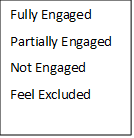 Fully Engaged
Partially Engaged
Not Engaged
Feel Excluded